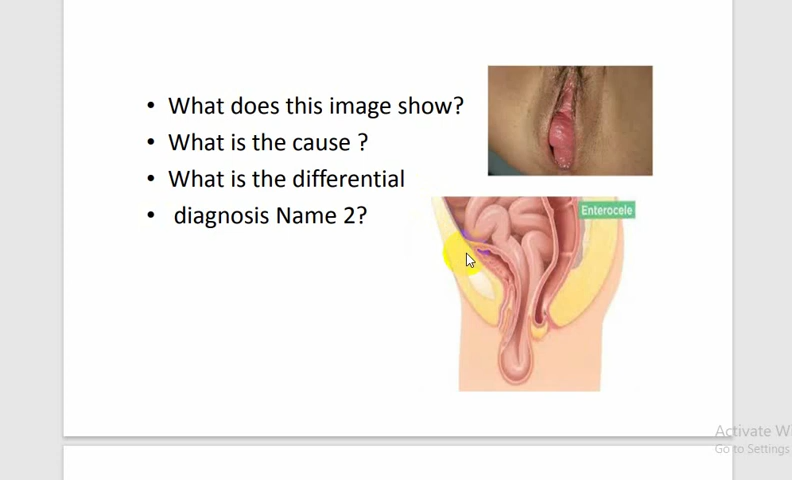 • What does this image show?
• What is the cause ?
• What is the differential
• diagnosis Name 2?
Enterocele
Activate Wi
Go to Settings